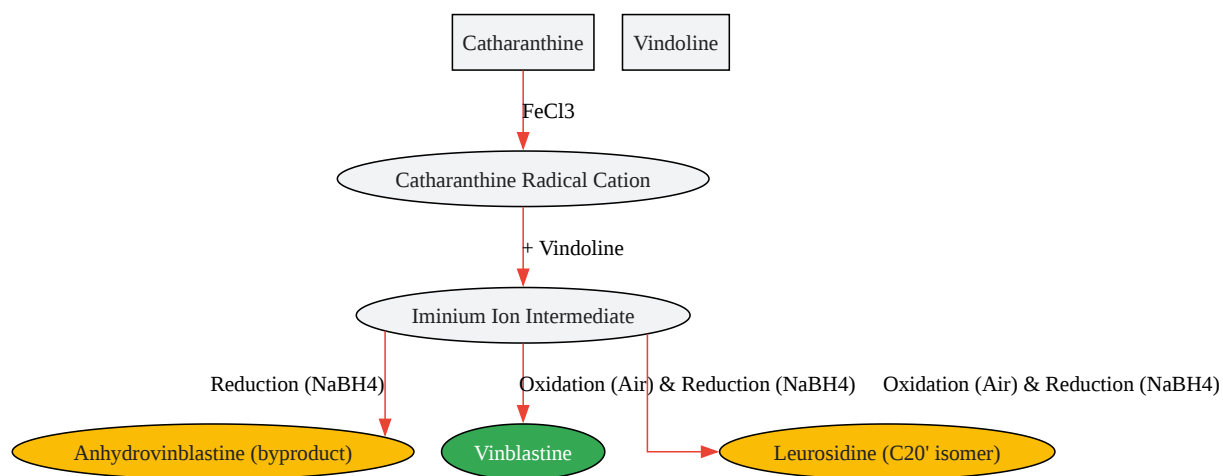 Catharanthine
Vindoline
FeCl3
Catharanthine Radical Cation
+ Vindoline
Iminium Ion Intermediate
Reduction (NaBH4)
Oxidation (Air) & Reduction (NaBH4)
Oxidation (Air) & Reduction (NaBH4)
Anhydrovinblastine (byproduct)
Vinblastine
Leurosidine (C20' isomer)